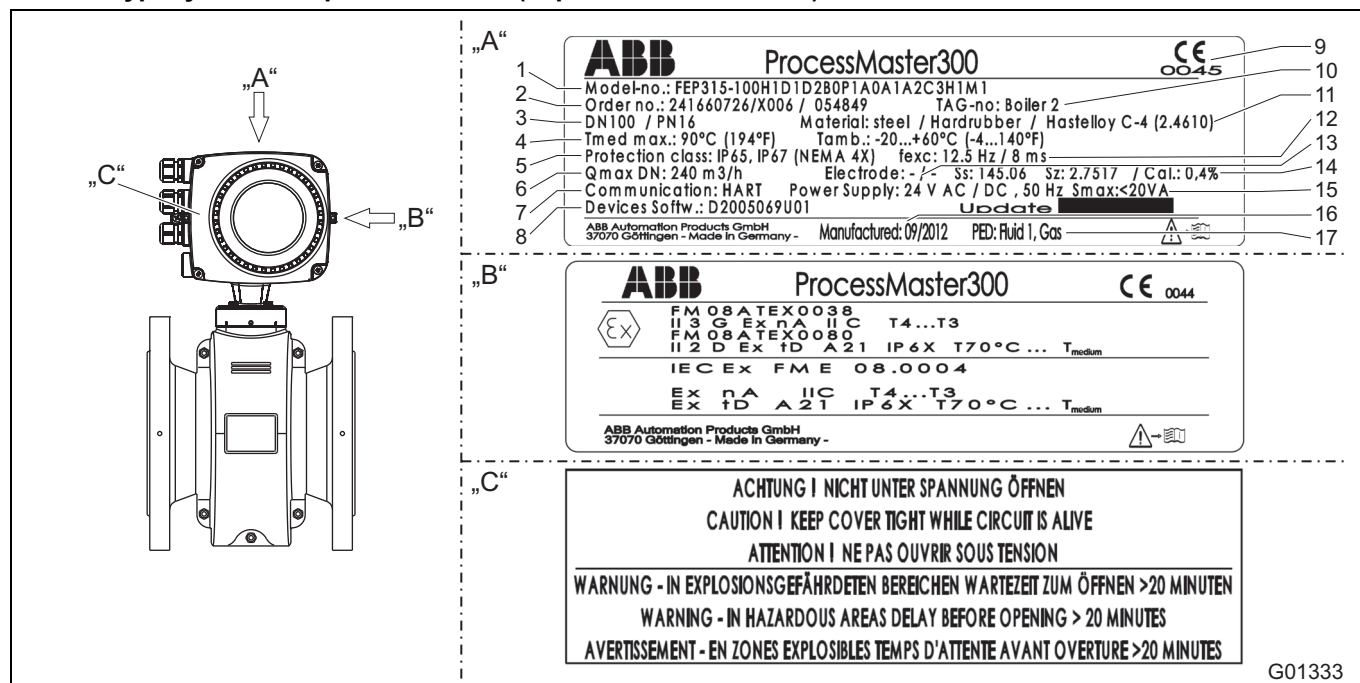 „A“
„C“
„B“
„A“
ABB ProcessMaster300 CE
0045
Model-no.: FEP315-100H1D1D2B0P1A0A1A2C3H1M1
Order no.: 241660726/X006 / 054849 TAG-no: Boiler 2
DN100 / PN16 Material: steel / Hardrubber / Hastelloy C-4 (2.4610)
Tmed max.: 90°C (194°F) Tamb.: -20...+60°C (-4...140°F)
Protection class: IP65, IP67 (NEMA 4X) fexc: 12.5 Hz / 8 ms
Qmax DN: 240 m3/h Electrode: - / - Ss: 145.06 Sz: 2.7517 / Cal.: 0,4%
Communication: HART Power Supply: 24 V AC / DC , 50 Hz Smax:<20VA
Devices Softw.: D2005069U01 Update
ABB Automation Products GmbH
37070 Göttingen - Made in Germany - Manufactured: 09/2012 PED: Fluid 1, Gas
1
2
3
4
5
6
7
8
9
10
11
12
13
14
15
16
17
„B“
ABB ProcessMaster300 CE 0044
Ex
FM 08ATEX0038
II 3 G Ex nA IIC T4...T3
FM 08ATEX0080
II 2 D Ex tD A21 IP6X T70°C ... Tmedium
IECEx FME 08.0004
Ex nA IIC T4...T3
Ex tD A21 IP6X T70°C ... Tmedium
ABB Automation Products GmbH
37070 Göttingen - Made in Germany -
„C“
ACHTUNG ! NICHT UNTER SPANNUNG ÖFFNEN
CAUTION ! KEEP COVER TIGHT WHILE CIRCUIT IS ALIVE
ATTENTION ! NE PAS OUVRIR SOUS TENSION
WARNUNG - IN EXPLOSIONSGEFÄHRDETEN BEREICHEN WARTEZEIT ZUM ÖFFNEN >20 MINUTEN
WARNING - IN HAZARDOUS AREAS DELAY BEFORE OPENING > 20 MINUTES
AVERTISSEMENT - EN ZONES EXPLOSIBLES TEMPS D'ATTENTE AVANT OVERTURE >20 MINUTES
G01333